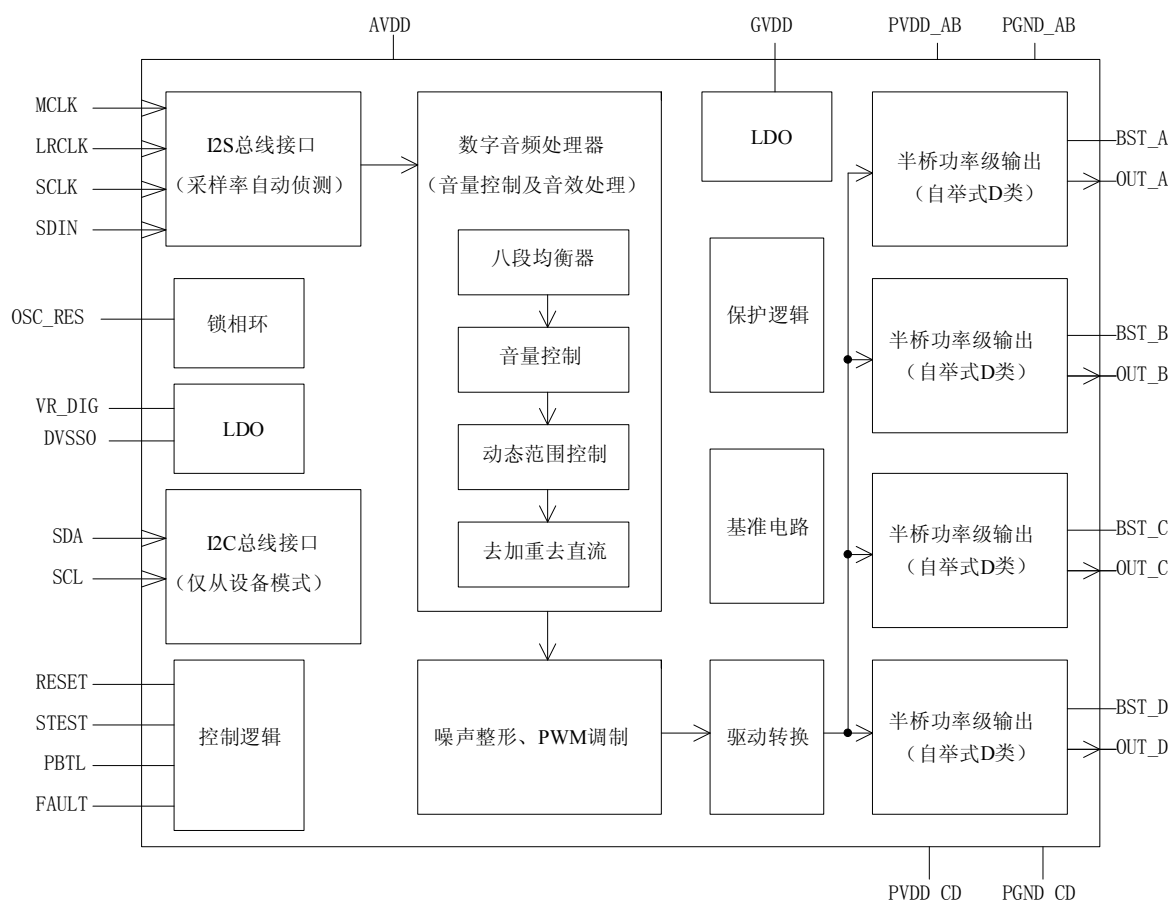 AVDD
GVDD
PVDD_AB
PGND_AB
MCLK
LRCLK
SCLK
SDIN
I2S总线接口
（采样率自动侦测）
数字音频处理器
（音量控制及音效处理）
八段均衡器
音量控制
动态范围控制
去加重去直流
LDO
半桥功率级输出
（自举式D类）
BST_A
OUT_A
OSC_RES
锁相环
保护逻辑
半桥功率级输出
（自举式D类）
BST_B
OUT_B
VR_DIG
DVSSO
LDO
SDA
SCL
I2C总线接口
（仅从设备模式）
基准电路
半桥功率级输出
（自举式D类）
BST_C
OUT_C
RESET
STEST
PBTL
FAULT
控制逻辑
噪声整形、PWM调制
驱动转换
半桥功率级输出
（自举式D类）
BST_D
OUT_D
PVDD_CD
PGND_CD